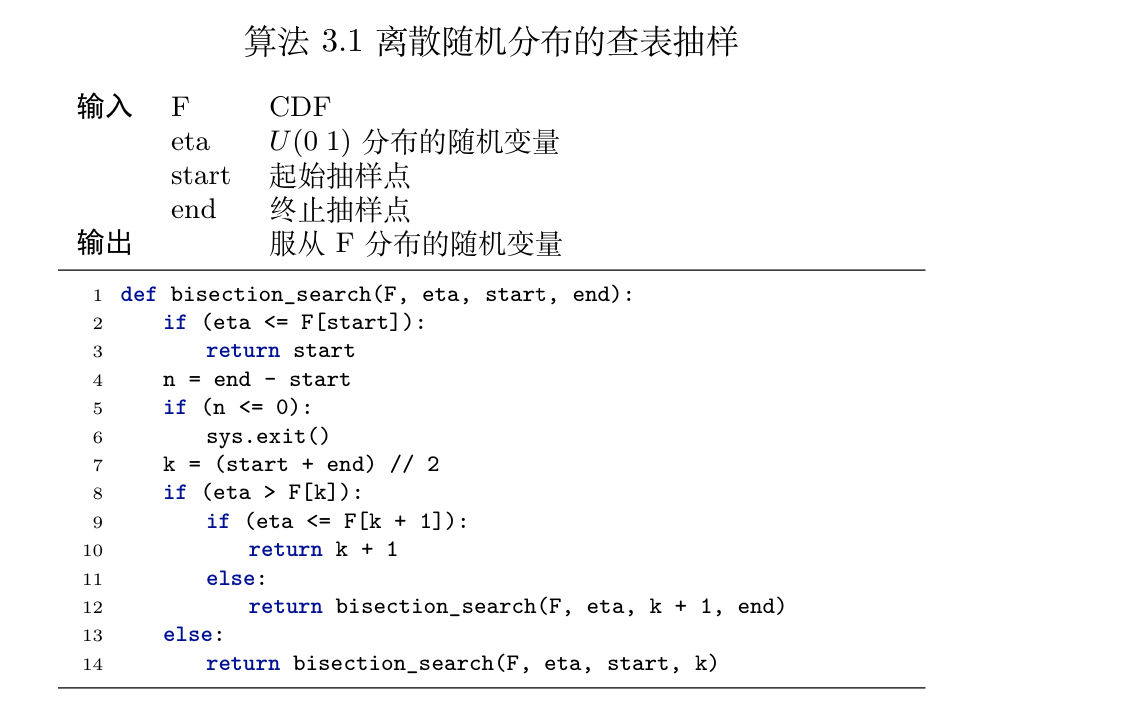 算法 3.1 离散随机分布的查表抽样
输入 F CDF
eta U(0 1) 分布的随机变量
start 起始抽样点
end 终止抽样点
输出 服从 F 分布的随机变量
1 def bisection_search(F, eta, start, end):
2 if (eta <= F[start]):
3 return start
4 n = end - start
5 if (n <= 0):
6 sys.exit()
7 k = (start + end) // 2
8 if (eta > F[k]):
9 if (eta <= F[k + 1]):
10 return k + 1
11 else:
12 return bisection_search(F, eta, k + 1, end)
13 else:
14 return bisection_search(F, eta, start, k)